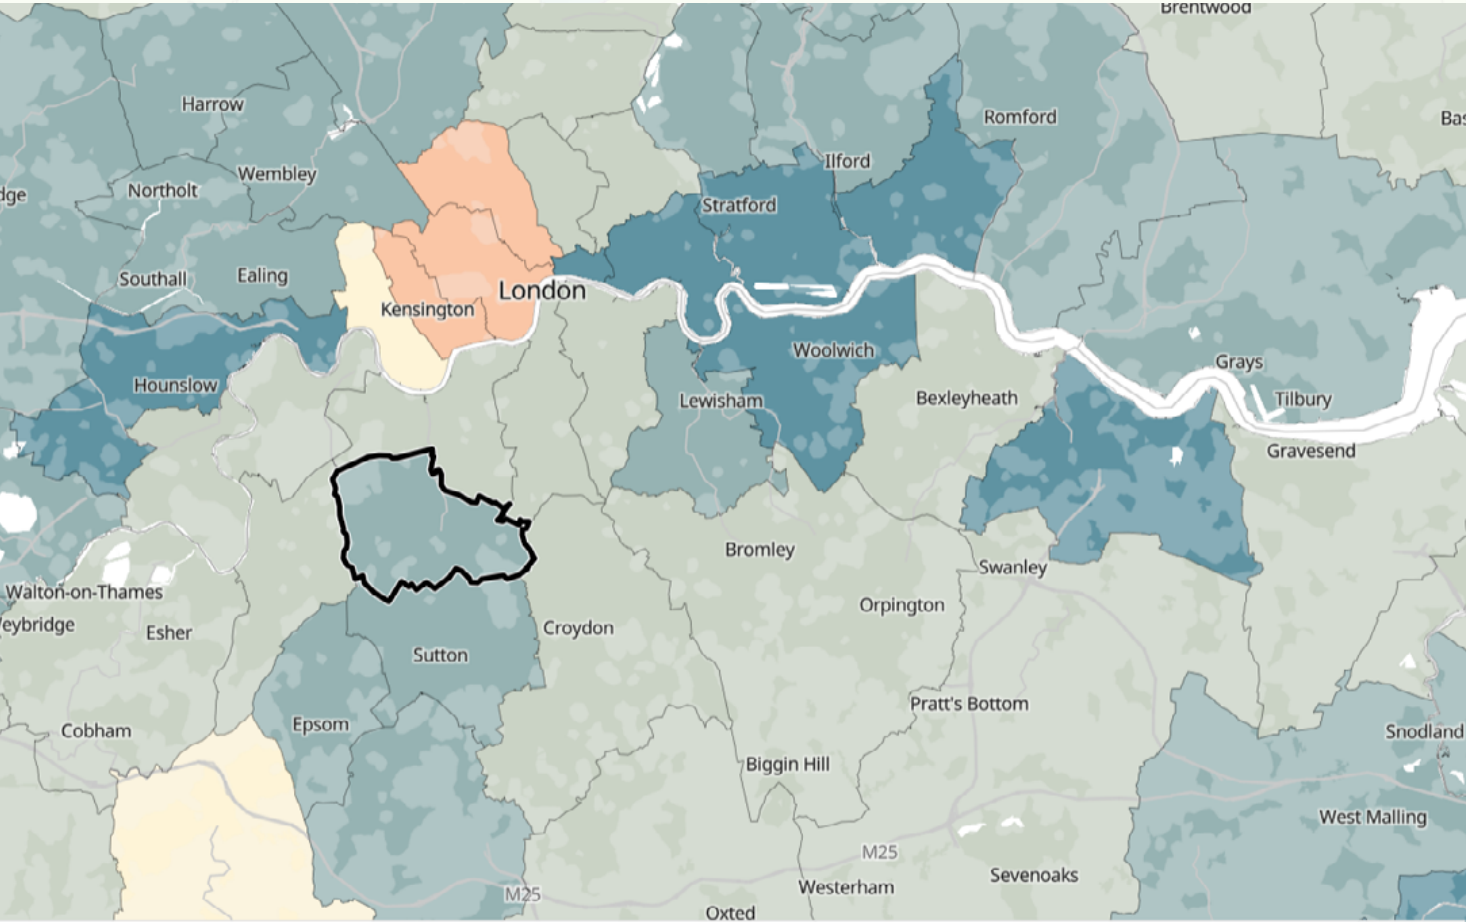 Brentwood
Harrow
Romford
Bas
Ilford
Wembley
Northolt
dge
Stratford
Southall
Ealing
London
Kensington
Woolwich
Grays
Hounslow
Lewisham
Bexleyheath
Tilbury
Gravesend
Bromley
Swanley
Walton-on-Thames
Weybridge
Esher
Orpington
Croydon
Sutton
Pratt's Bottom
Epsom
Cobham
Snodland
Biggin Hill
West Malling
M25
Sevenoaks
Westerham
M25
Oxted